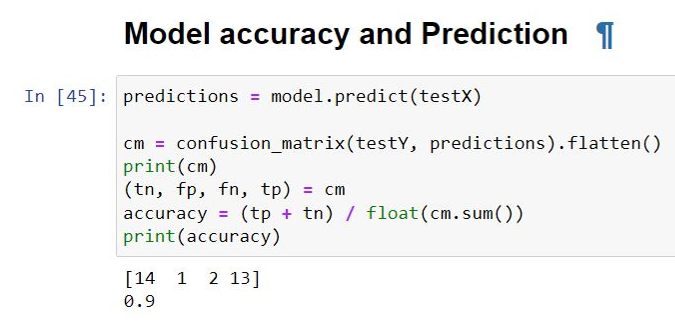 Model accuracy and Prediction ¶
In [45]: predictions = model.predict(testX)
cm = confusion_matrix(testY, predictions).flatten()
print(cm)
(tn, fp, fn, tp) = cm
accuracy = (tp + tn) / float(cm.sum())
print(accuracy)
[14  1  2 13]
0.9